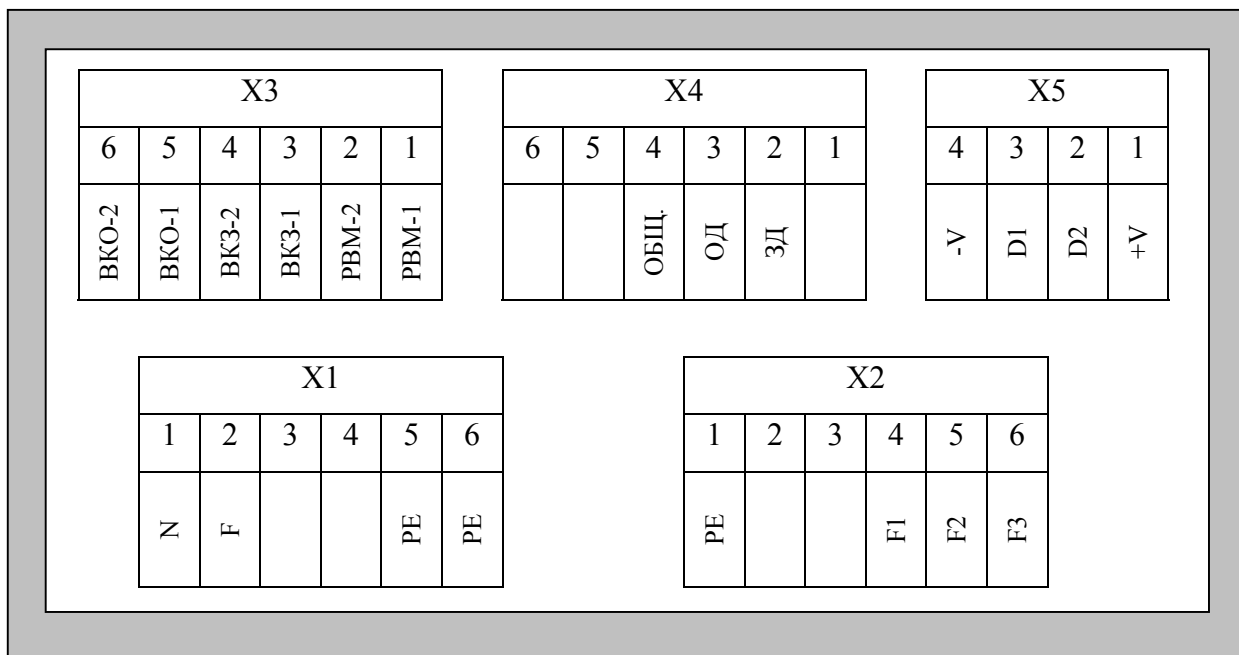 X3
6 5 4 3 2 1
ВКО-2 ВКО-1 ВКЗ-2 ВКЗ-1 РВМ-2 РВМ-1
X4
6 5 4 3 2 1
ОБЩ. ОД ЗД
X5
4 3 2 1
-V D1 D2 +V
X1
1 2 3 4 5 6
N F PE PE
X2
1 2 3 4 5 6
PE F1 F2 F3